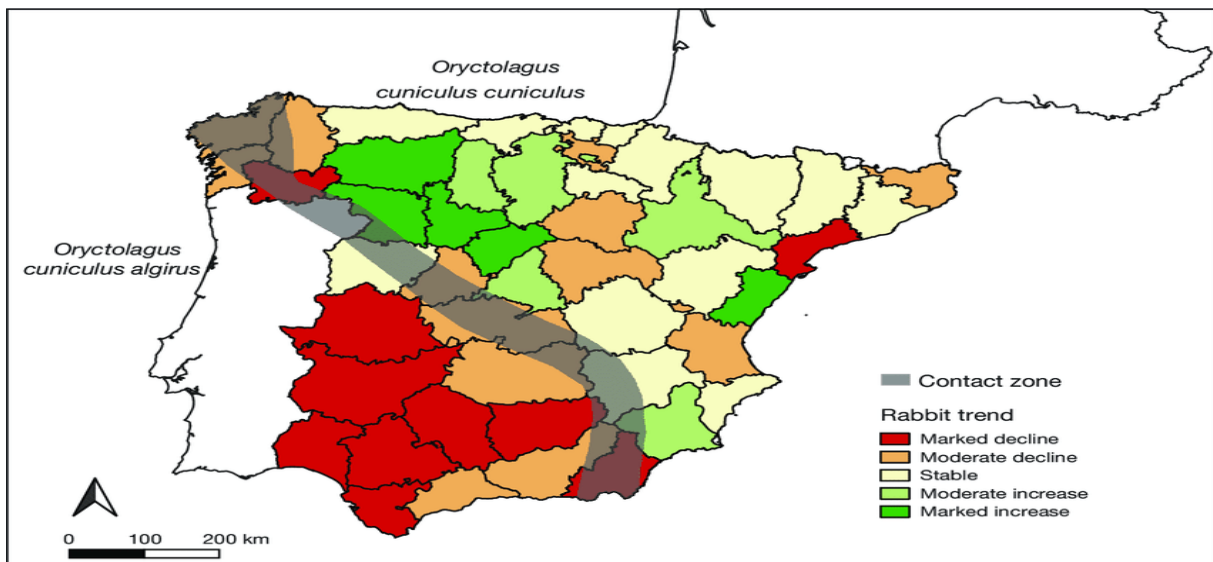 Oryctolagus
cuniculus cuniculus
Oryctolagus
cuniculus algirus
Contact zone
Rabbit trend
Marked decline
Moderate decline
Stable
Moderate increase
Marked increase
0 100 200 km